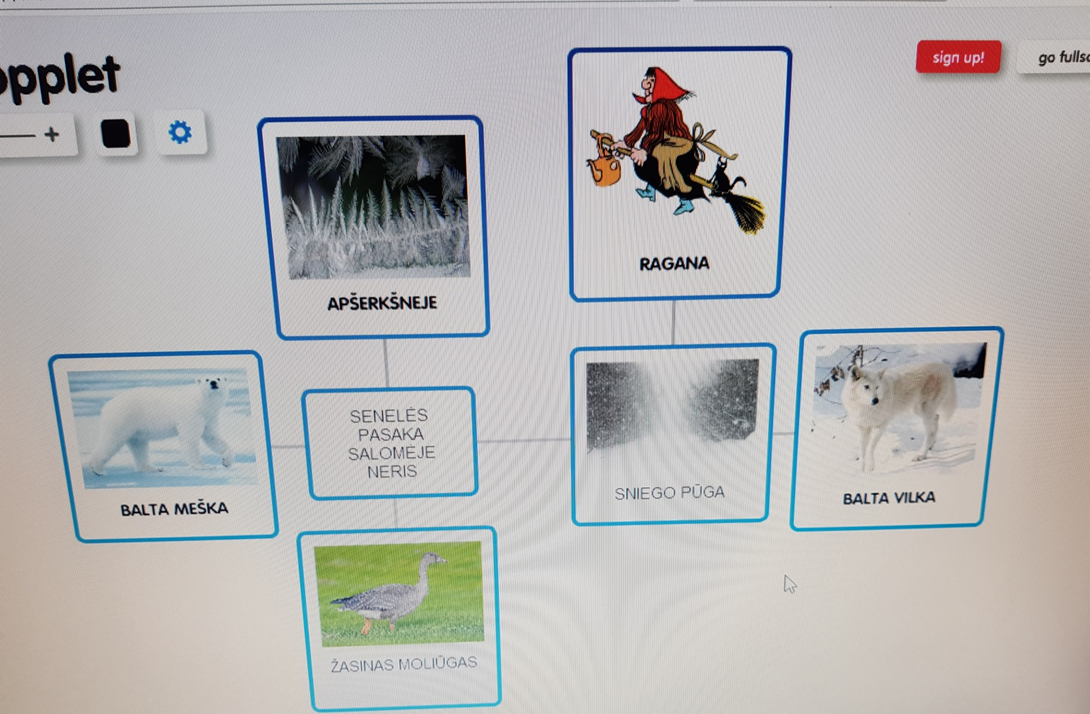 opplet
sign up!
go fullsc
+
APŠERKŠNEJE
RAGANA
BALTA MEŠKA
SENELĖS
PASAKA
SALOMĖJE
NERIS
SNIEGO PŪGA
BALTA VILKA
ŽASINAS MOLIŪGAS